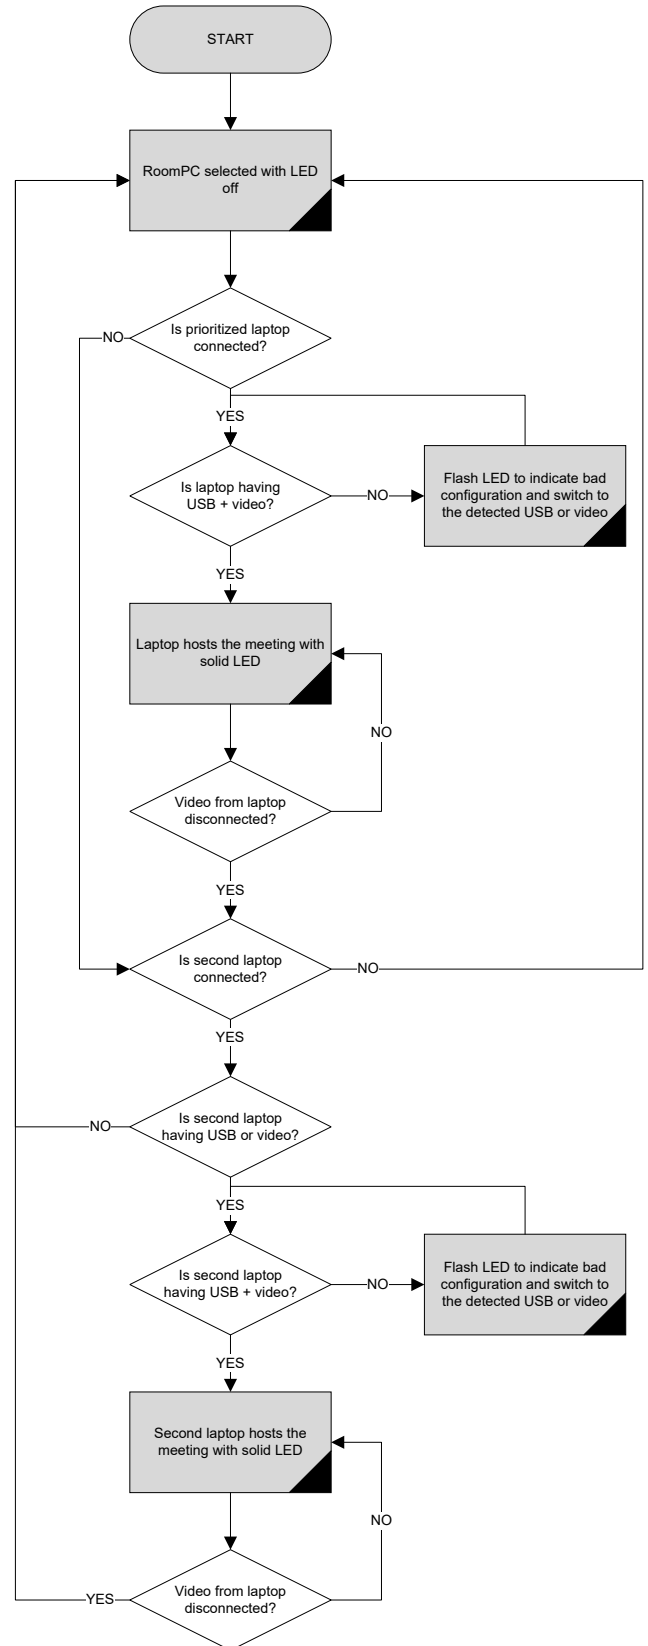 START
RoomPC selected with LED
off
Is prioritized laptop
connected?
NO
YES
Is laptop having
USB + video?
NO
Flash LED to indicate bad
configuration and switch to
the detected USB or video
YES
Laptop hosts the meeting with
solid LED
NO
Video from laptop
disconnected?
YES
Is second laptop
connected?
NO
YES
Is second laptop
having USB or video?
NO
YES
Is second laptop
having USB + video?
NO
Flash LED to indicate bad
configuration and switch to
the detected USB or video
YES
Second laptop hosts the
meeting with solid LED
NO
Video from laptop
disconnected?
YES